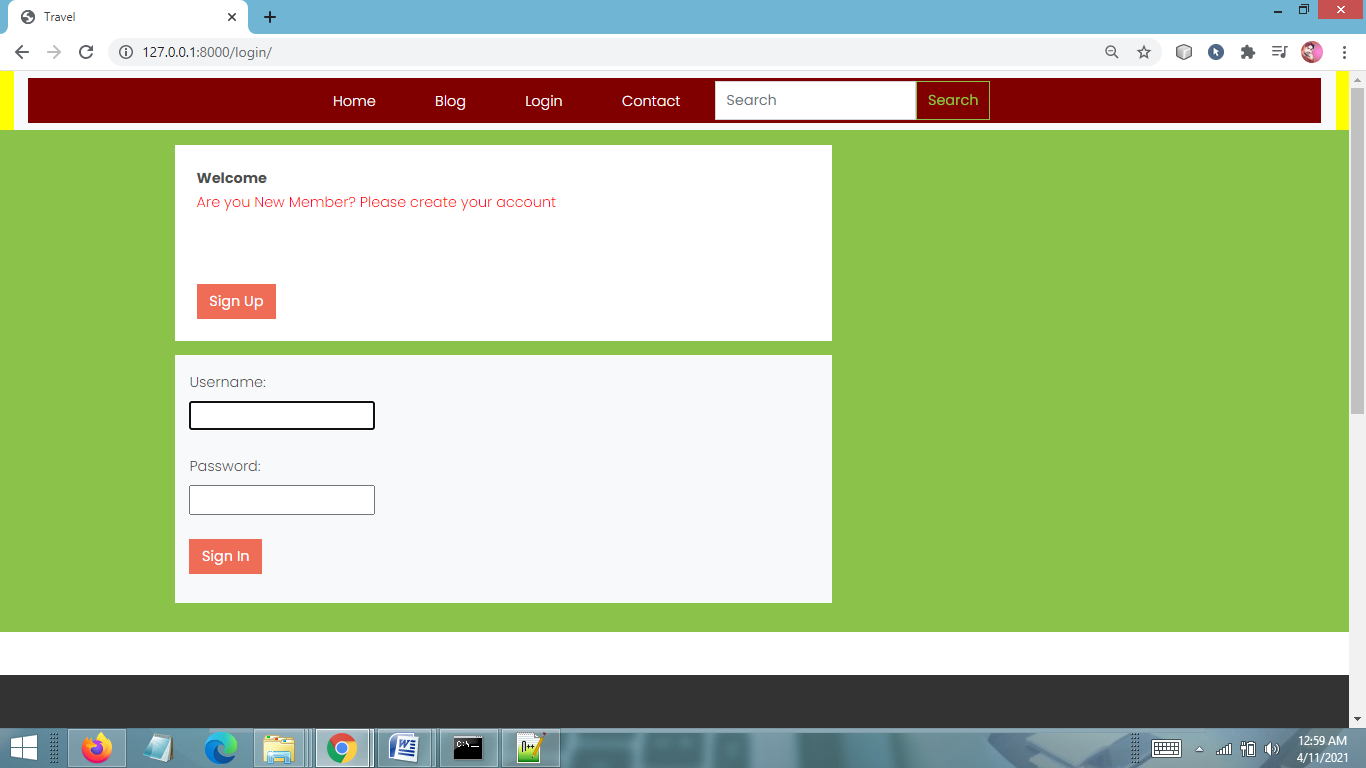 Travel
127.0.0.1:8000/login/
Home Blog Login Contact Search Search
Welcome
Are you New Member? Please create your account
Sign Up
Username:
Password:
Sign In
12:59 AM
4/11/2021